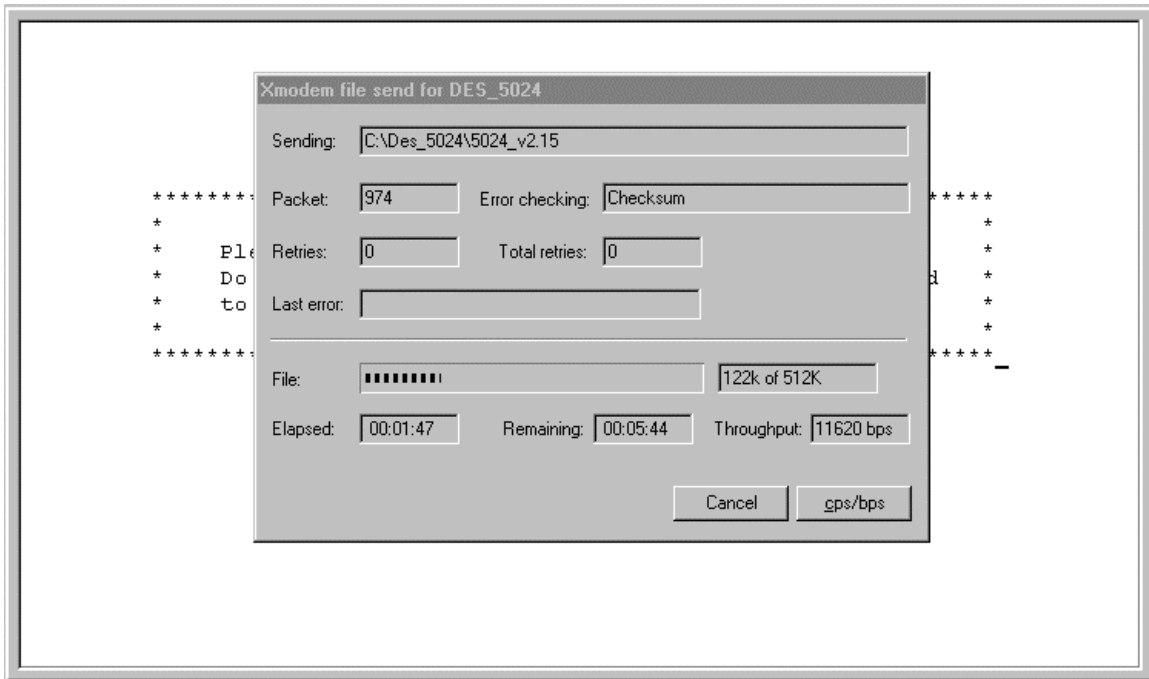 Xmodem file send for DES_5024
Sending: C:\Des_5024\5024_v2.15
* * * * * * * * * * * * *
Packet: 974 Error checking: Checksum
* *
* Retries: 0 Total retries: 0 *
* Do *
* to Last error: *
* *
* * * * * * * * * * * * *
File: 122k of 512K
Elapsed: 00:01:47 Remaining: 00:05:44 Throughput: 11620 bps
Cancel cps/bps